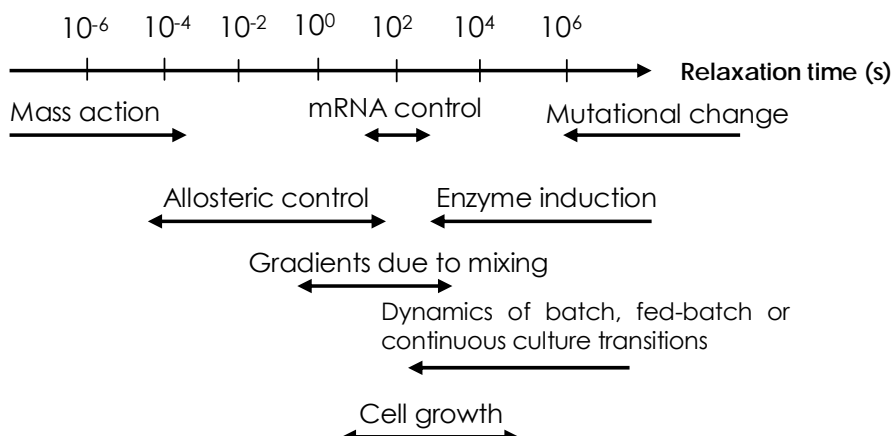 10⁻⁶ 10⁻⁴ 10⁻² 10⁰ 10² 10⁴ 10⁶
Relaxation time (s)
Mass action mRNA control Mutational change
Allosteric control Enzyme induction
Gradients due to mixing
Dynamics of batch, fed-batch or
continuous culture transitions
Cell growth